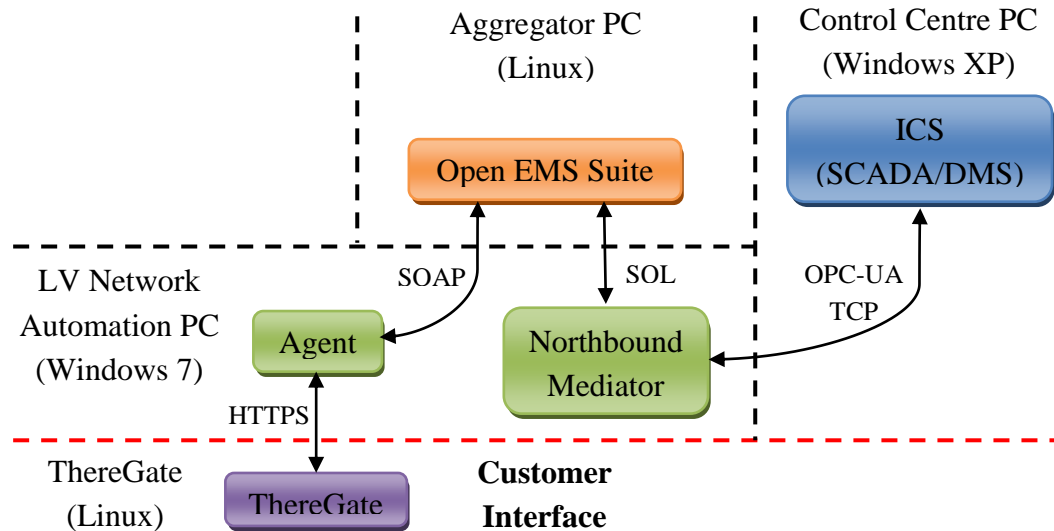 Aggregator PC
(Linux)
Control Centre PC
(Windows XP)
ICS
(SCADA/DMS)
Open EMS Suite
LV Network
Automation PC
(Windows 7)
SOAP
SOL
OPC-UA
TCP
Agent
Northbound
Mediator
HTTPS
ThereGate
(Linux)
ThereGate
Customer
Interface